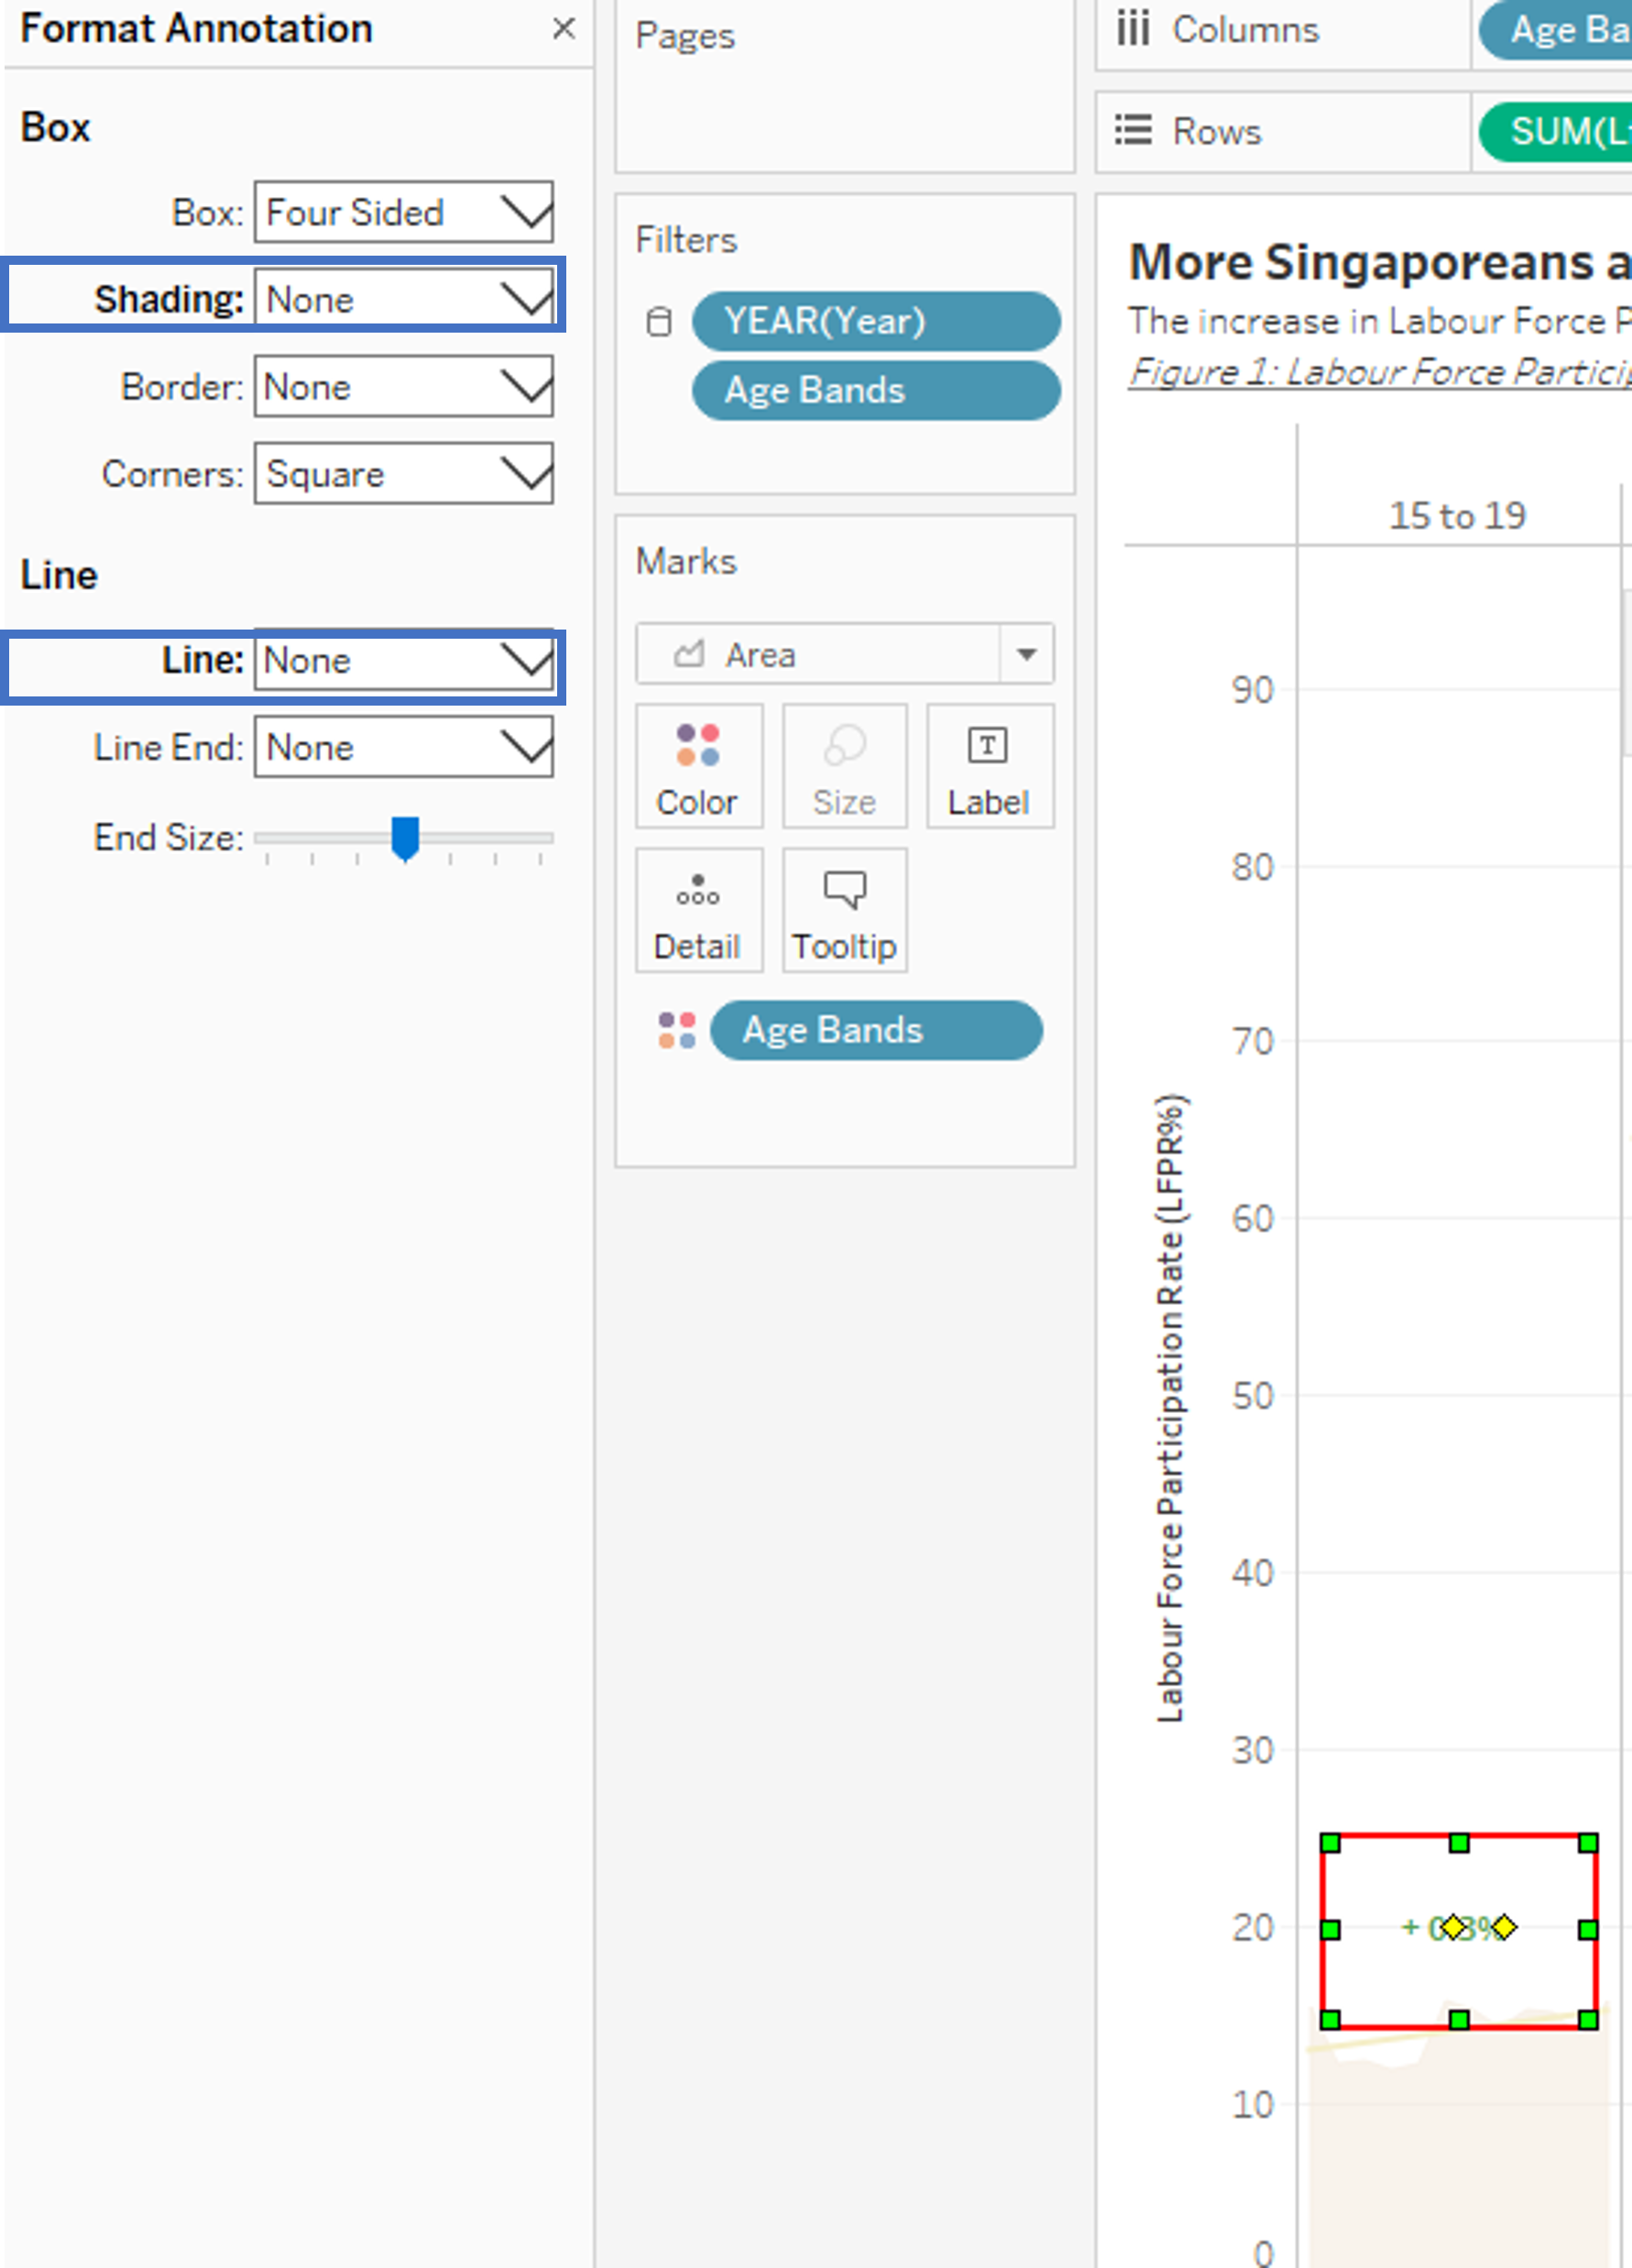 Format Annotation
Box
Box: Four Sided
Shading: None
Border: None
Corners: Square
Line
Line: None
Line End: None
End Size:
Pages
Filters
YEAR(Year)
Age Bands
Marks
Area
Color
Size
Label
Detail
Tooltip
Age Bands
Columns
Age Ba
Rows
SUM(L
More Singaporeans a
The increase in Labour Force P
Figure 1: Labour Force Particip
15 to 19
Labour Force Participation Rate (LFPR%)
90
80
70
60
50
40
30
20
10
0